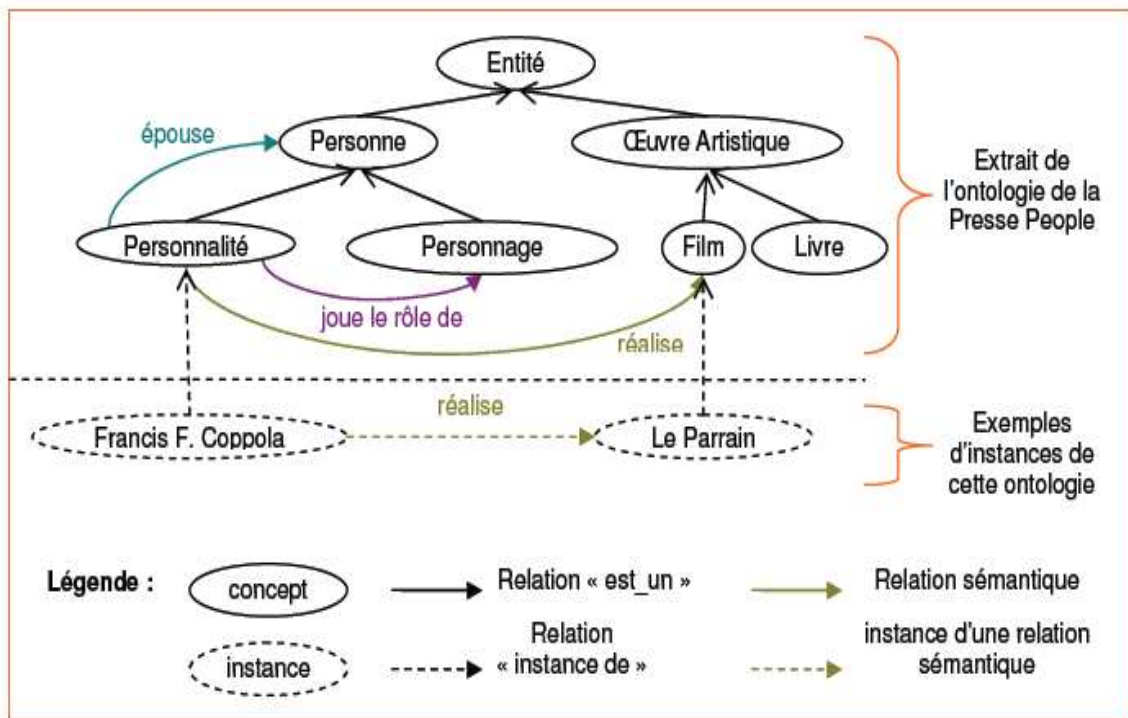 Entité
épouse
Personne
Œuvre Artistique
Extrait de
l'ontologie de la
Presse People
Personnalité
Personnage
Film
Livre
joue le rôle de
réalise
réalise
Francis F. Coppola
Le Parrain
Exemples
d'instances de
cette ontologie
Légende :
concept
Relation « est_un »
Relation sémantique
instance
Relation
« instance de »
instance d'une relation
sémantique